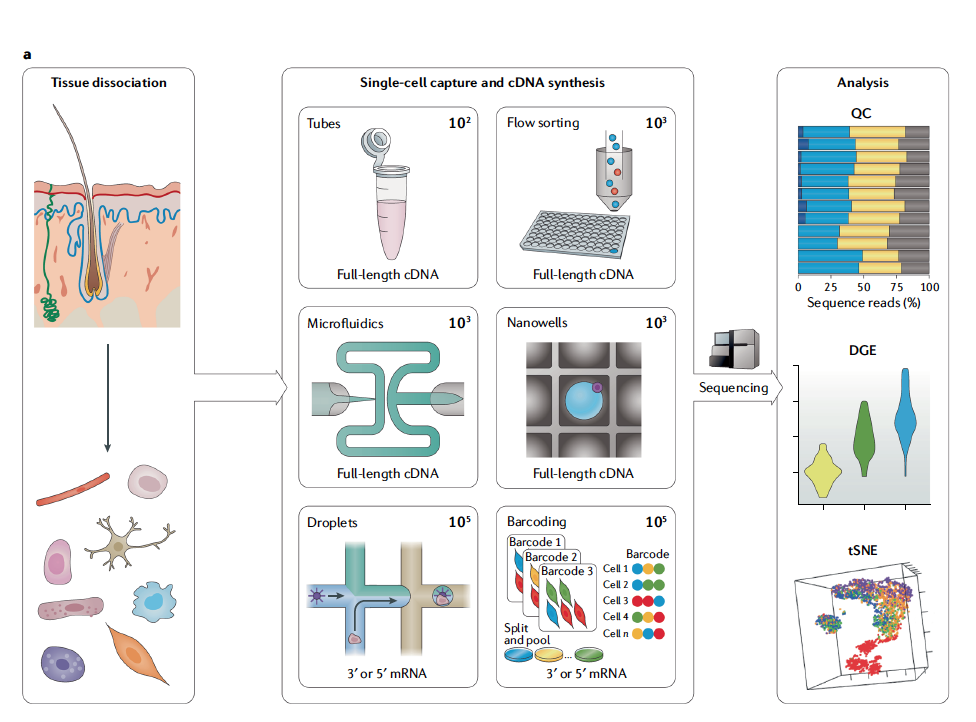 a
Tissue dissociation
Single-cell capture and cDNA synthesis
Tubes 10²
Full-length cDNA
Flow sorting 10³
Full-length cDNA
Microfluidics 10³
Full-length cDNA
Nanowells 10³
Full-length cDNA
Droplets 10⁵
3′ or 5′ mRNA
Barcoding 10⁵
Barcode 1
Barcode 2
Barcode 3
Barcode
Cell 1
Cell 2
Cell 3
Cell 4
Cell n
Split
and pool
...
3′ or 5′ mRNA
Sequencing
Analysis
QC
0 25 50 75 100
Sequence reads (%)
DGE
tSNE